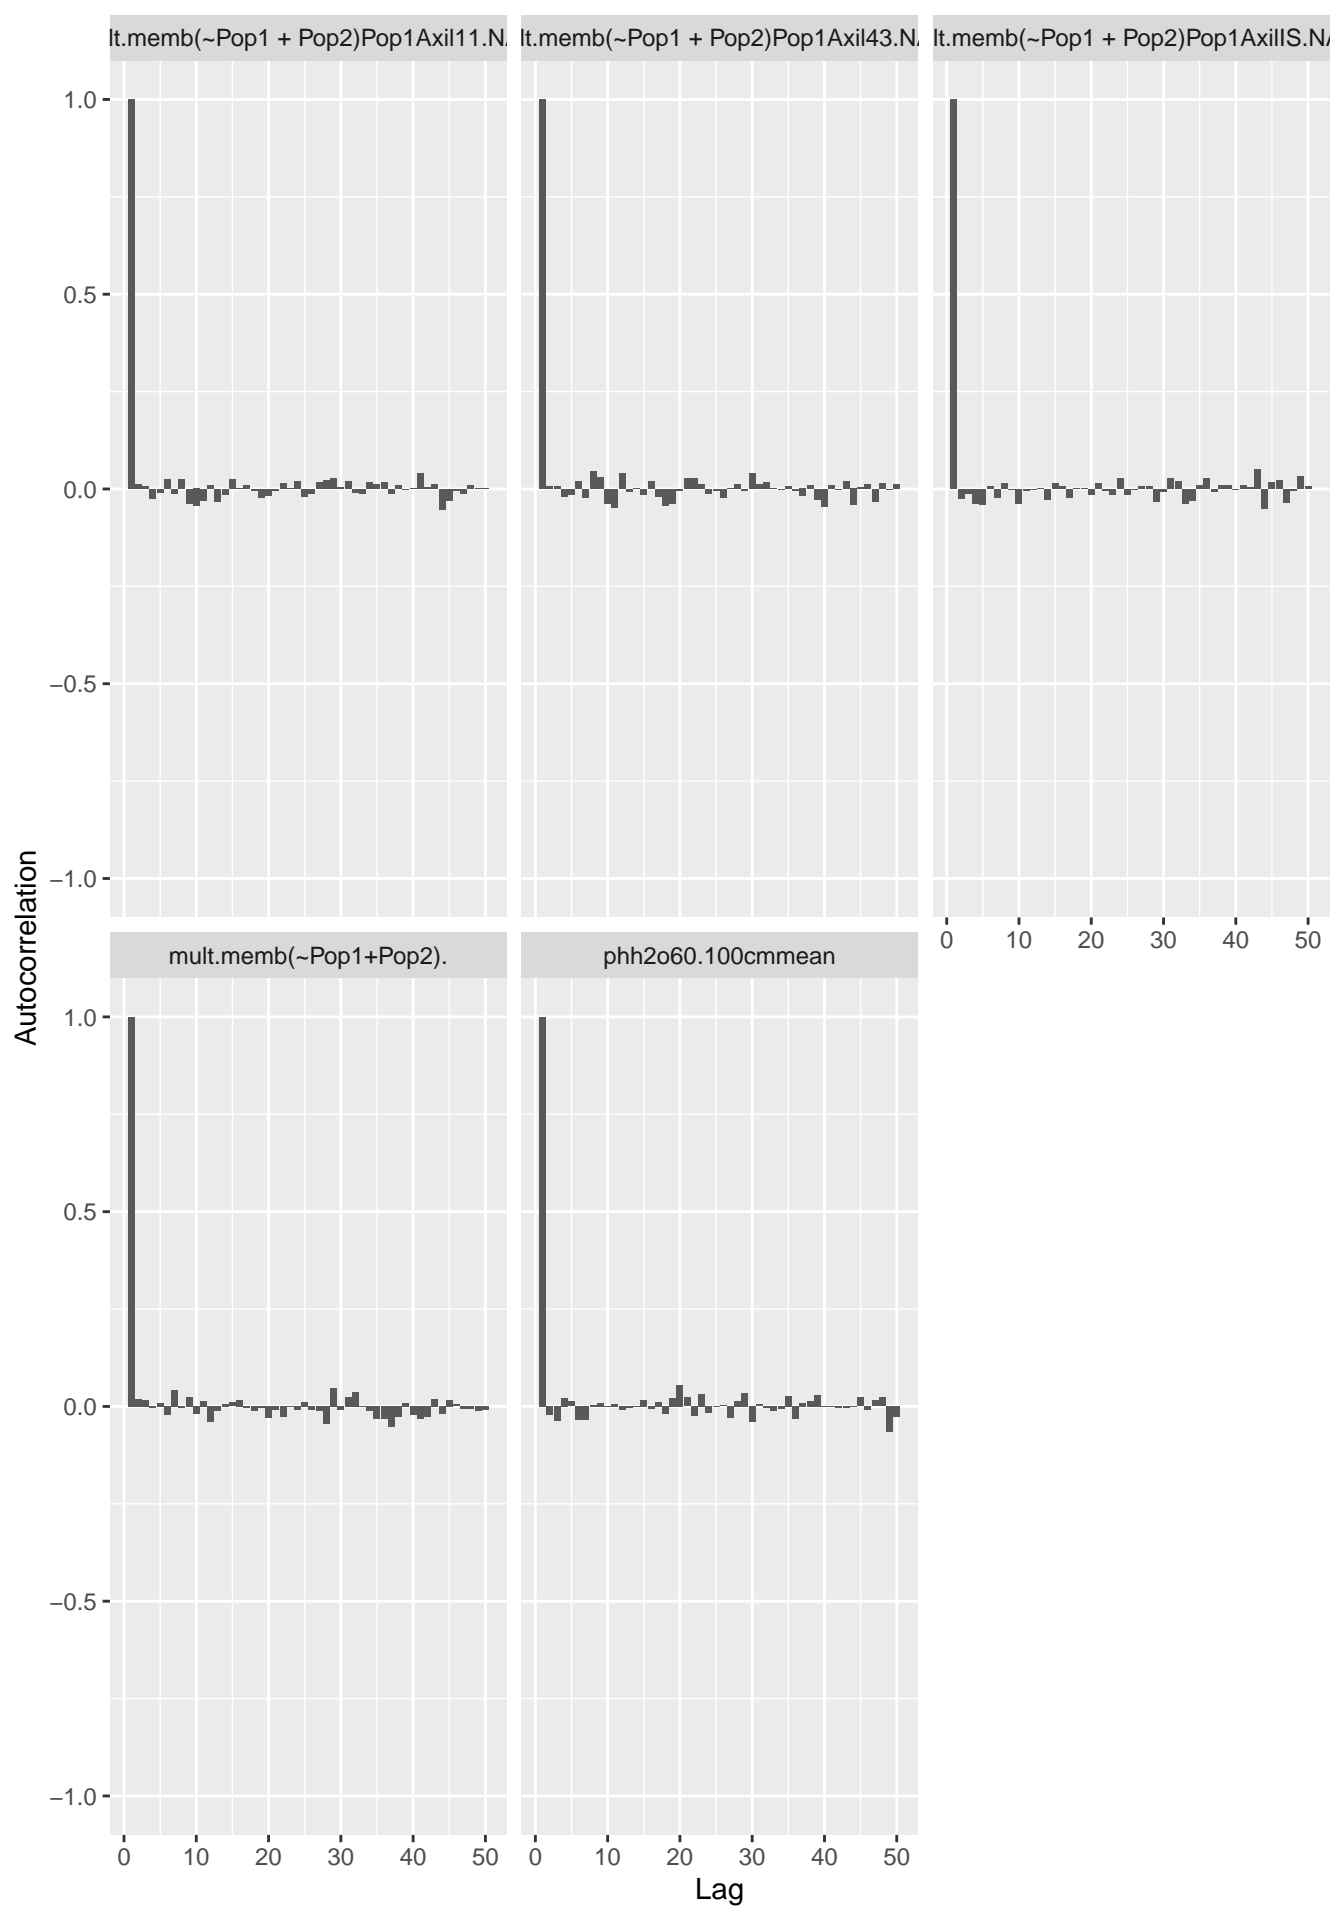 lt.memb(~Pop1 + Pop2)Pop1Axil11.NA
lt.memb(~Pop1 + Pop2)Pop1Axil43.NA
lt.memb(~Pop1 + Pop2)Pop1AxilIS.NA
1.0
0.5
0.0
−0.5
−1.0
0 10 20 30 40 50
Autocorrelation
mult.memb(~Pop1+Pop2).
phh2o60.100cmmean
1.0
0.5
0.0
−0.5
−1.0
0 10 20 30 40 50
0 10 20 30 40 50
Lag